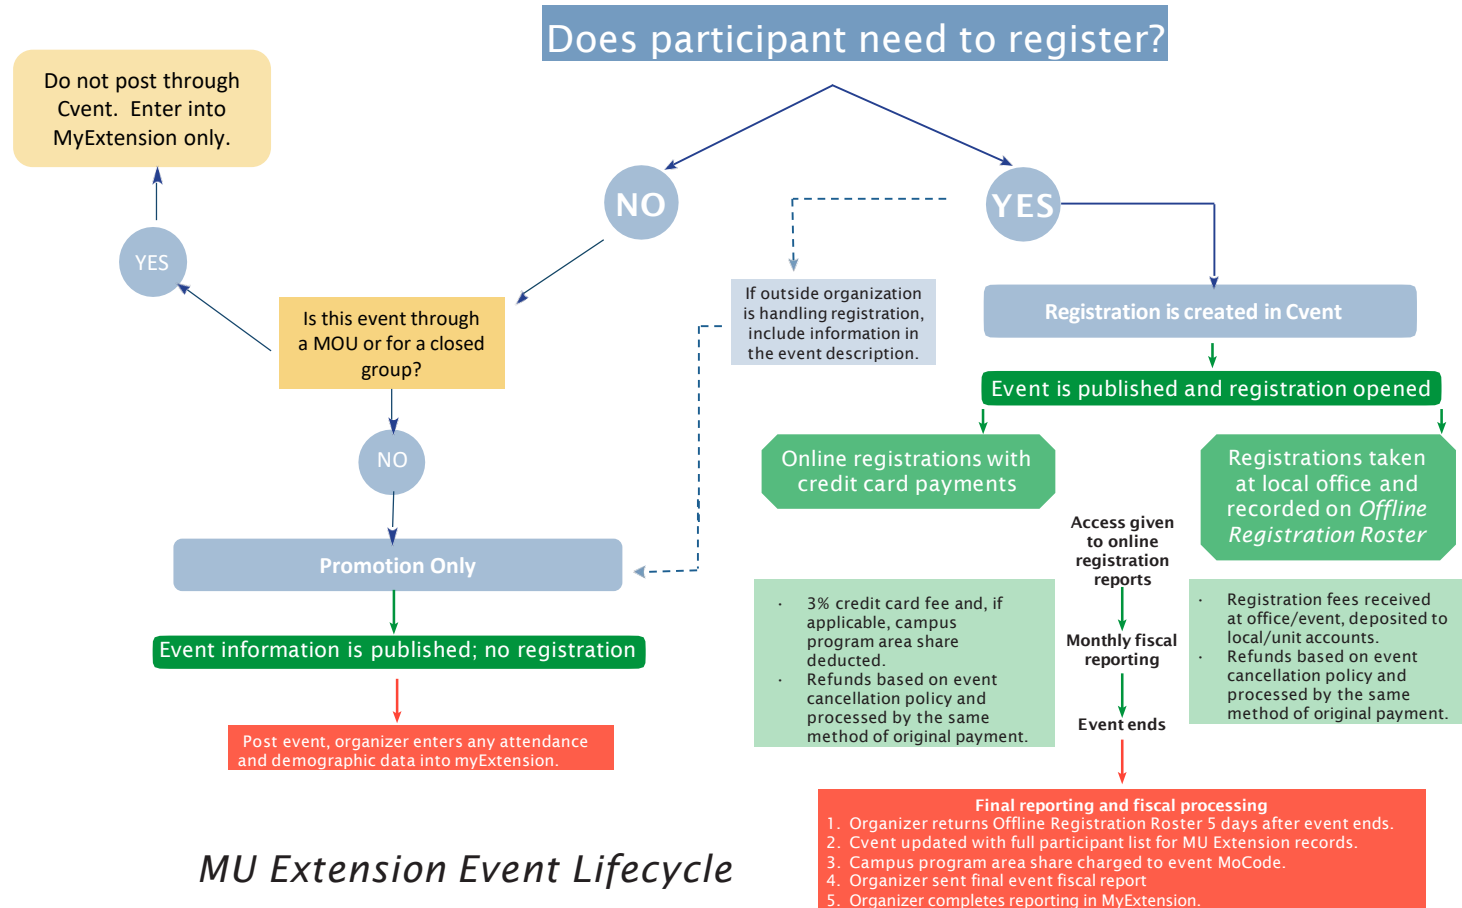 Does participant need to register?
Do not post through
Cvent.  Enter into
MyExtension only.
NO
YES
YES
If outside organization
is handling registration,
include information in
the event description.
Is this event through
a MOU or for a closed
group?
Registration is created in Cvent
Event is published and registration opened
NO
Online registrations with
credit card payments
Registrations taken
at local office and
recorded on Offline
Registration Roster
Promotion Only
Access given
to online
registration
reports
Event information is published; no registration
· 3% credit card fee and, if
applicable, campus
program area share
deducted.
· Refunds based on event
cancellation policy and
processed by the same
method of original payment.
Monthly fiscal
reporting
Event ends
· Registration fees received
at office/event, deposited to
local/unit accounts.
· Refunds based on event
cancellation policy and
processed by the same
method of original payment.
Post event, organizer enters any attendance
and demographic data into myExtension.
Final reporting and fiscal processing
1. Organizer returns Offline Registration Roster 5 days after event ends.
2. Cvent updated with full participant list for MU Extension records.
3. Campus program area share charged to event MoCode.
4. Organizer sent final event fiscal report
5. Organizer completes reporting in MyExtension.
MU Extension Event Lifecycle